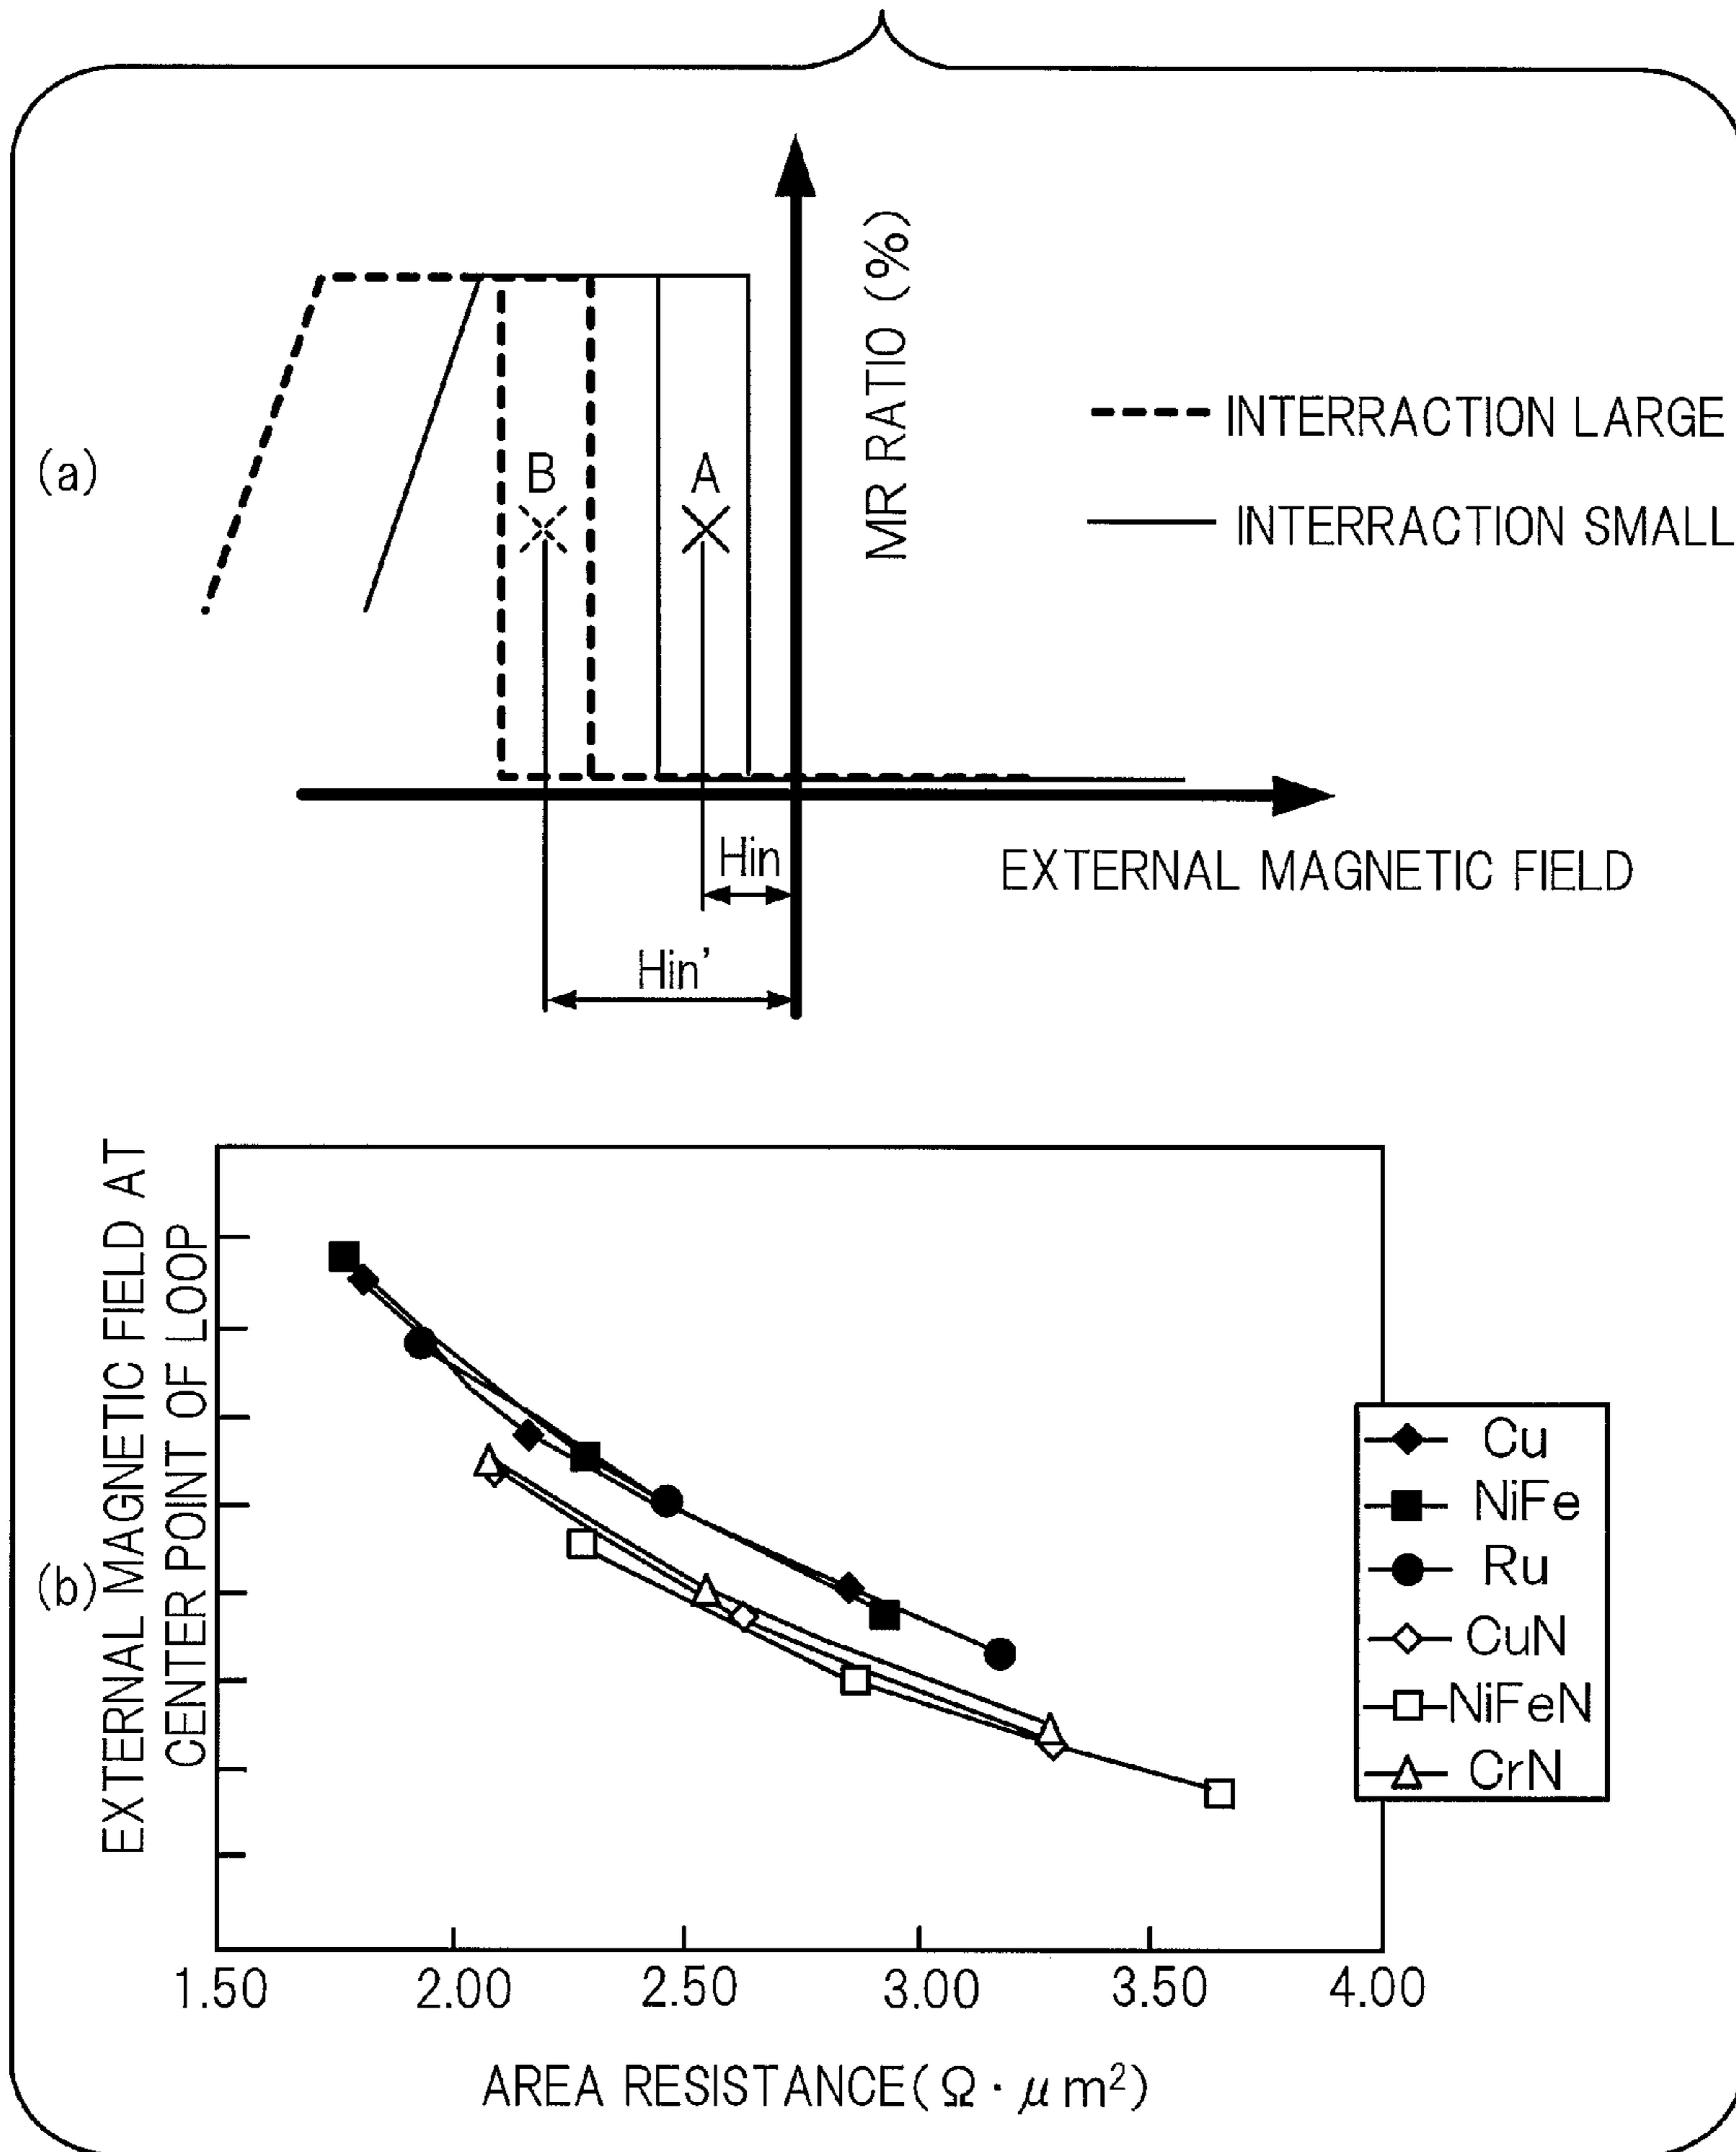 MR RATIO (%)
INTERRACTION LARGE
(a)
B
A
INTERRACTION SMALL
Hin
EXTERNAL MAGNETIC FIELD
Hin'
(b)
EXTERNAL MAGNETIC FIELD AT
CENTER POINT OF LOOP
Cu
NiFe
Ru
CuN
NiFeN
CrN
1.50 2.00 2.50 3.00 3.50 4.00
AREA RESISTANCE(Ω・μm²)